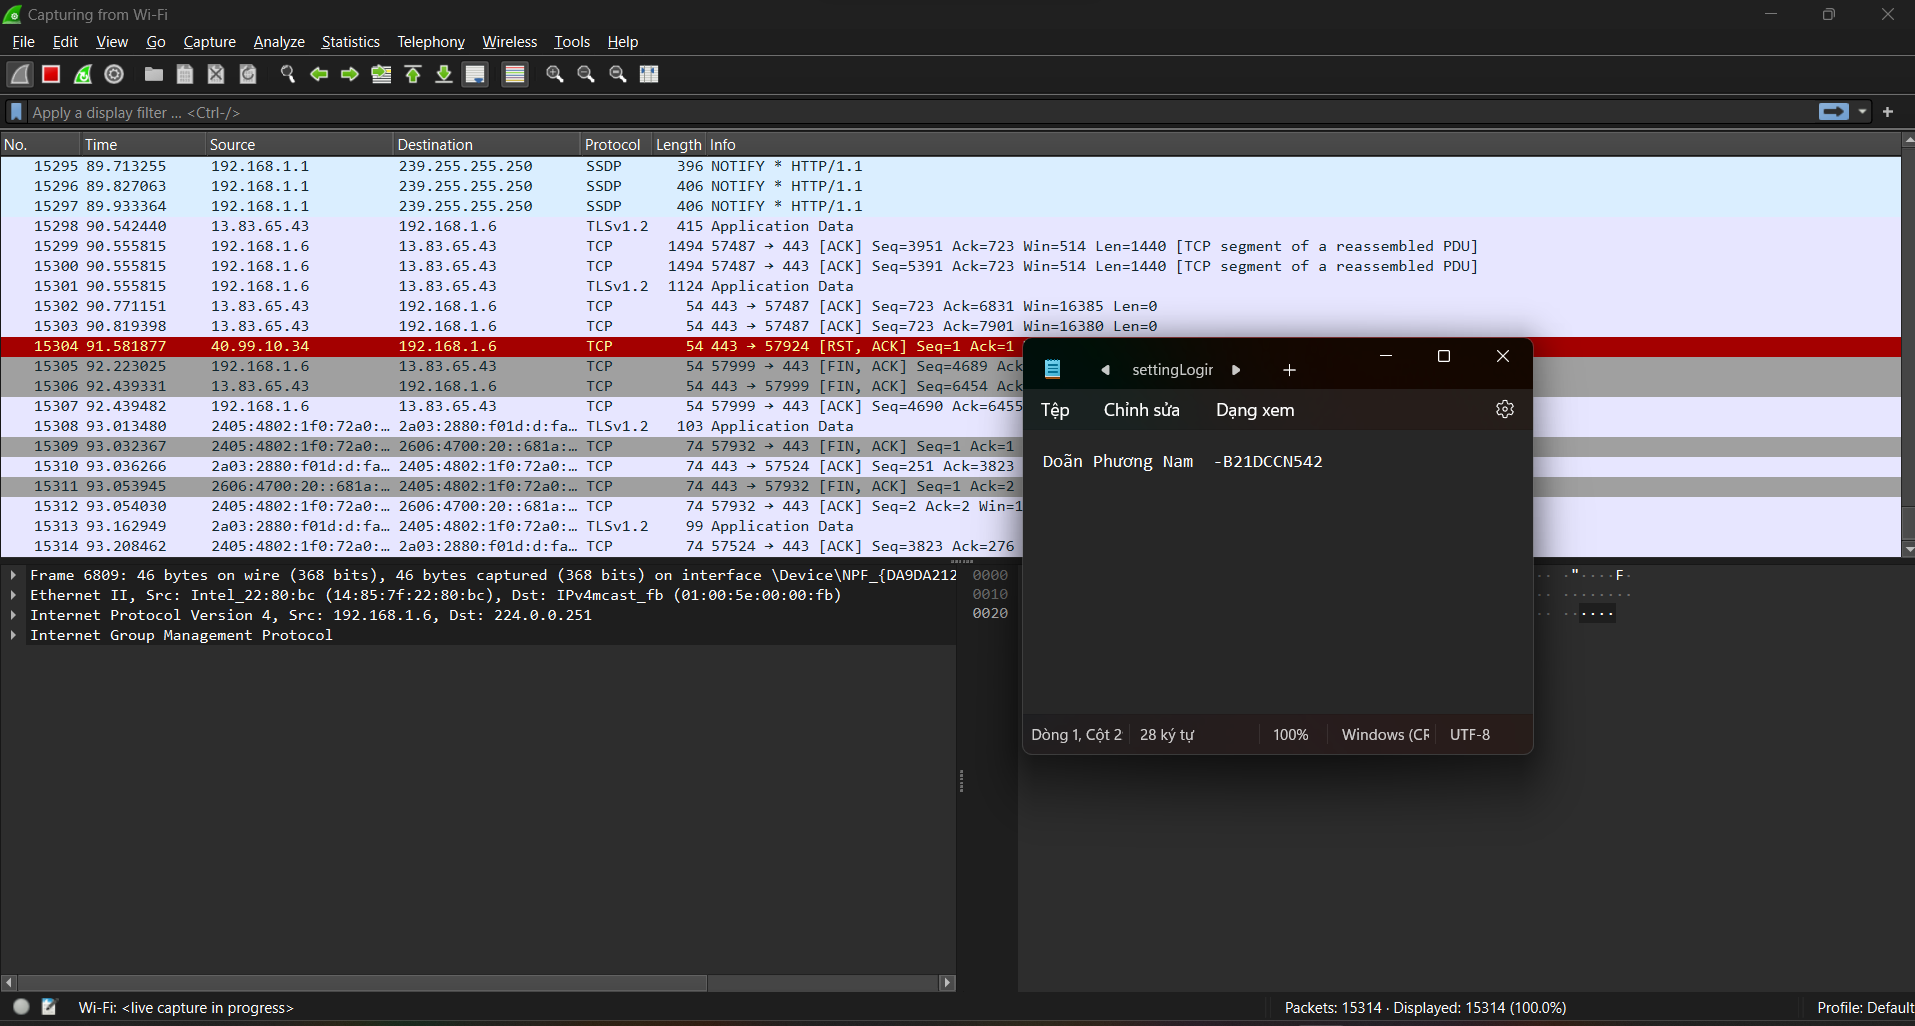 Capturing from Wi-Fi
File Edit View Go Capture Analyze Statistics Telephony Wireless Tools Help
Apply a display filter ... <Ctrl-/>
No. Time Source Destination Protocol Length Info
15295 89.713255 192.168.1.1 239.255.255.250 SSDP 396 NOTIFY * HTTP/1.1
15296 89.827063 192.168.1.1 239.255.255.250 SSDP 406 NOTIFY * HTTP/1.1
15297 89.933364 192.168.1.1 239.255.255.250 SSDP 406 NOTIFY * HTTP/1.1
15298 90.542440 13.83.65.43 192.168.1.6 TLSv1.2 415 Application Data
15299 90.555815 192.168.1.6 13.83.65.43 TCP 1494 57487 → 443 [ACK] Seq=3951 Ack=723 Win=514 Len=1440 [TCP segment of a reassembled PDU]
15300 90.555815 192.168.1.6 13.83.65.43 TCP 1494 57487 → 443 [ACK] Seq=5391 Ack=723 Win=514 Len=1440 [TCP segment of a reassembled PDU]
15301 90.555815 192.168.1.6 13.83.65.43 TLSv1.2 1124 Application Data
15302 90.771151 13.83.65.43 192.168.1.6 TCP 54 443 → 57487 [ACK] Seq=723 Ack=6831 Win=16385 Len=0
15303 90.819398 13.83.65.43 192.168.1.6 TCP 54 443 → 57487 [ACK] Seq=723 Ack=7901 Win=16380 Len=0
15304 91.581877 40.99.10.34 192.168.1.6 TCP 54 443 → 57924 [RST, ACK] Seq=1 Ack=1
15305 92.223025 192.168.1.6 13.83.65.43 TCP 54 57999 → 443 [FIN, ACK] Seq=4689 Ack
15306 92.439331 13.83.65.43 192.168.1.6 TCP 54 443 → 57999 [FIN, ACK] Seq=6454 Ack
15307 92.439482 192.168.1.6 13.83.65.43 TCP 54 57999 → 443 [ACK] Seq=4690 Ack=6455
15308 93.013480 2405:4802:1f0:72a0:… 2a03:2880:f01d:d:fa… TLSv1.2 103 Application Data
15309 93.032367 2405:4802:1f0:72a0:… 2606:4700:20::681a:… TCP 74 57932 → 443 [FIN, ACK] Seq=1 Ack=1
15310 93.036266 2a03:2880:f01d:d:fa… 2405:4802:1f0:72a0:… TCP 74 443 → 57524 [ACK] Seq=251 Ack=3823
15311 93.053945 2606:4700:20::681a:… 2405:4802:1f0:72a0:… TCP 74 443 → 57932 [FIN, ACK] Seq=1 Ack=2
15312 93.054030 2405:4802:1f0:72a0:… 2606:4700:20::681a:… TCP 74 57932 → 443 [ACK] Seq=2 Ack=2 Win=1
15313 93.162949 2a03:2880:f01d:d:fa… 2405:4802:1f0:72a0:… TLSv1.2 99 Application Data
15314 93.208462 2405:4802:1f0:72a0:… 2a03:2880:f01d:d:fa… TCP 74 57524 → 443 [ACK] Seq=3823 Ack=276
settingLogir
Tệp Chỉnh sửa Dạng xem
Doãn Phương Nam -B21DCCN542
Dòng 1, Cột 2 28 ký tự 100% Windows (CF UTF-8
Frame 6809: 46 bytes on wire (368 bits), 46 bytes captured (368 bits) on interface \Device\NPF_{DA9DA212
Ethernet II, Src: Intel_22:80:bc (14:85:7f:22:80:bc), Dst: IPv4mcast_fb (01:00:5e:00:00:fb)
Internet Protocol Version 4, Src: 192.168.1.6, Dst: 224.0.0.251
Internet Group Management Protocol
0000 ·· ·"····F·
0010 ·· ········
0020 ·· ······
Wi-Fi: <live capture in progress> Packets: 15314 · Displayed: 15314 (100.0%) Profile: Default